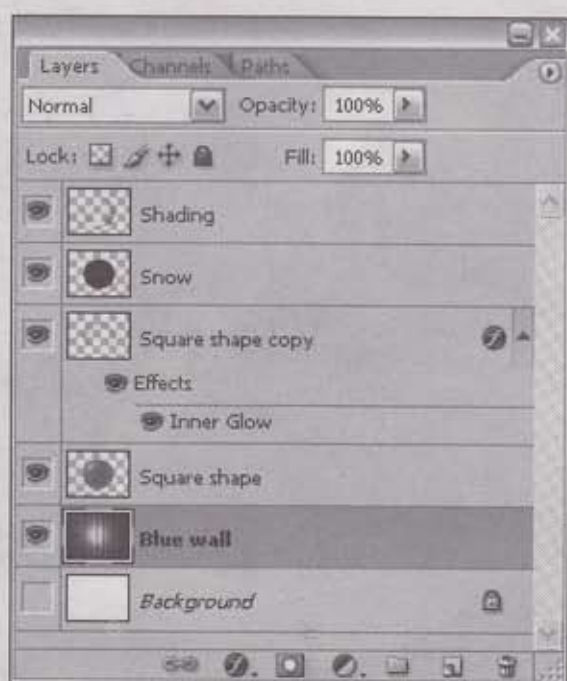 Layers Channels Paths
Normal Opacity: 100%
Lock: Fill: 100%
Shading
Snow
Square shape copy
Effects
Inner Glow
Square shape
Blue wall
Background